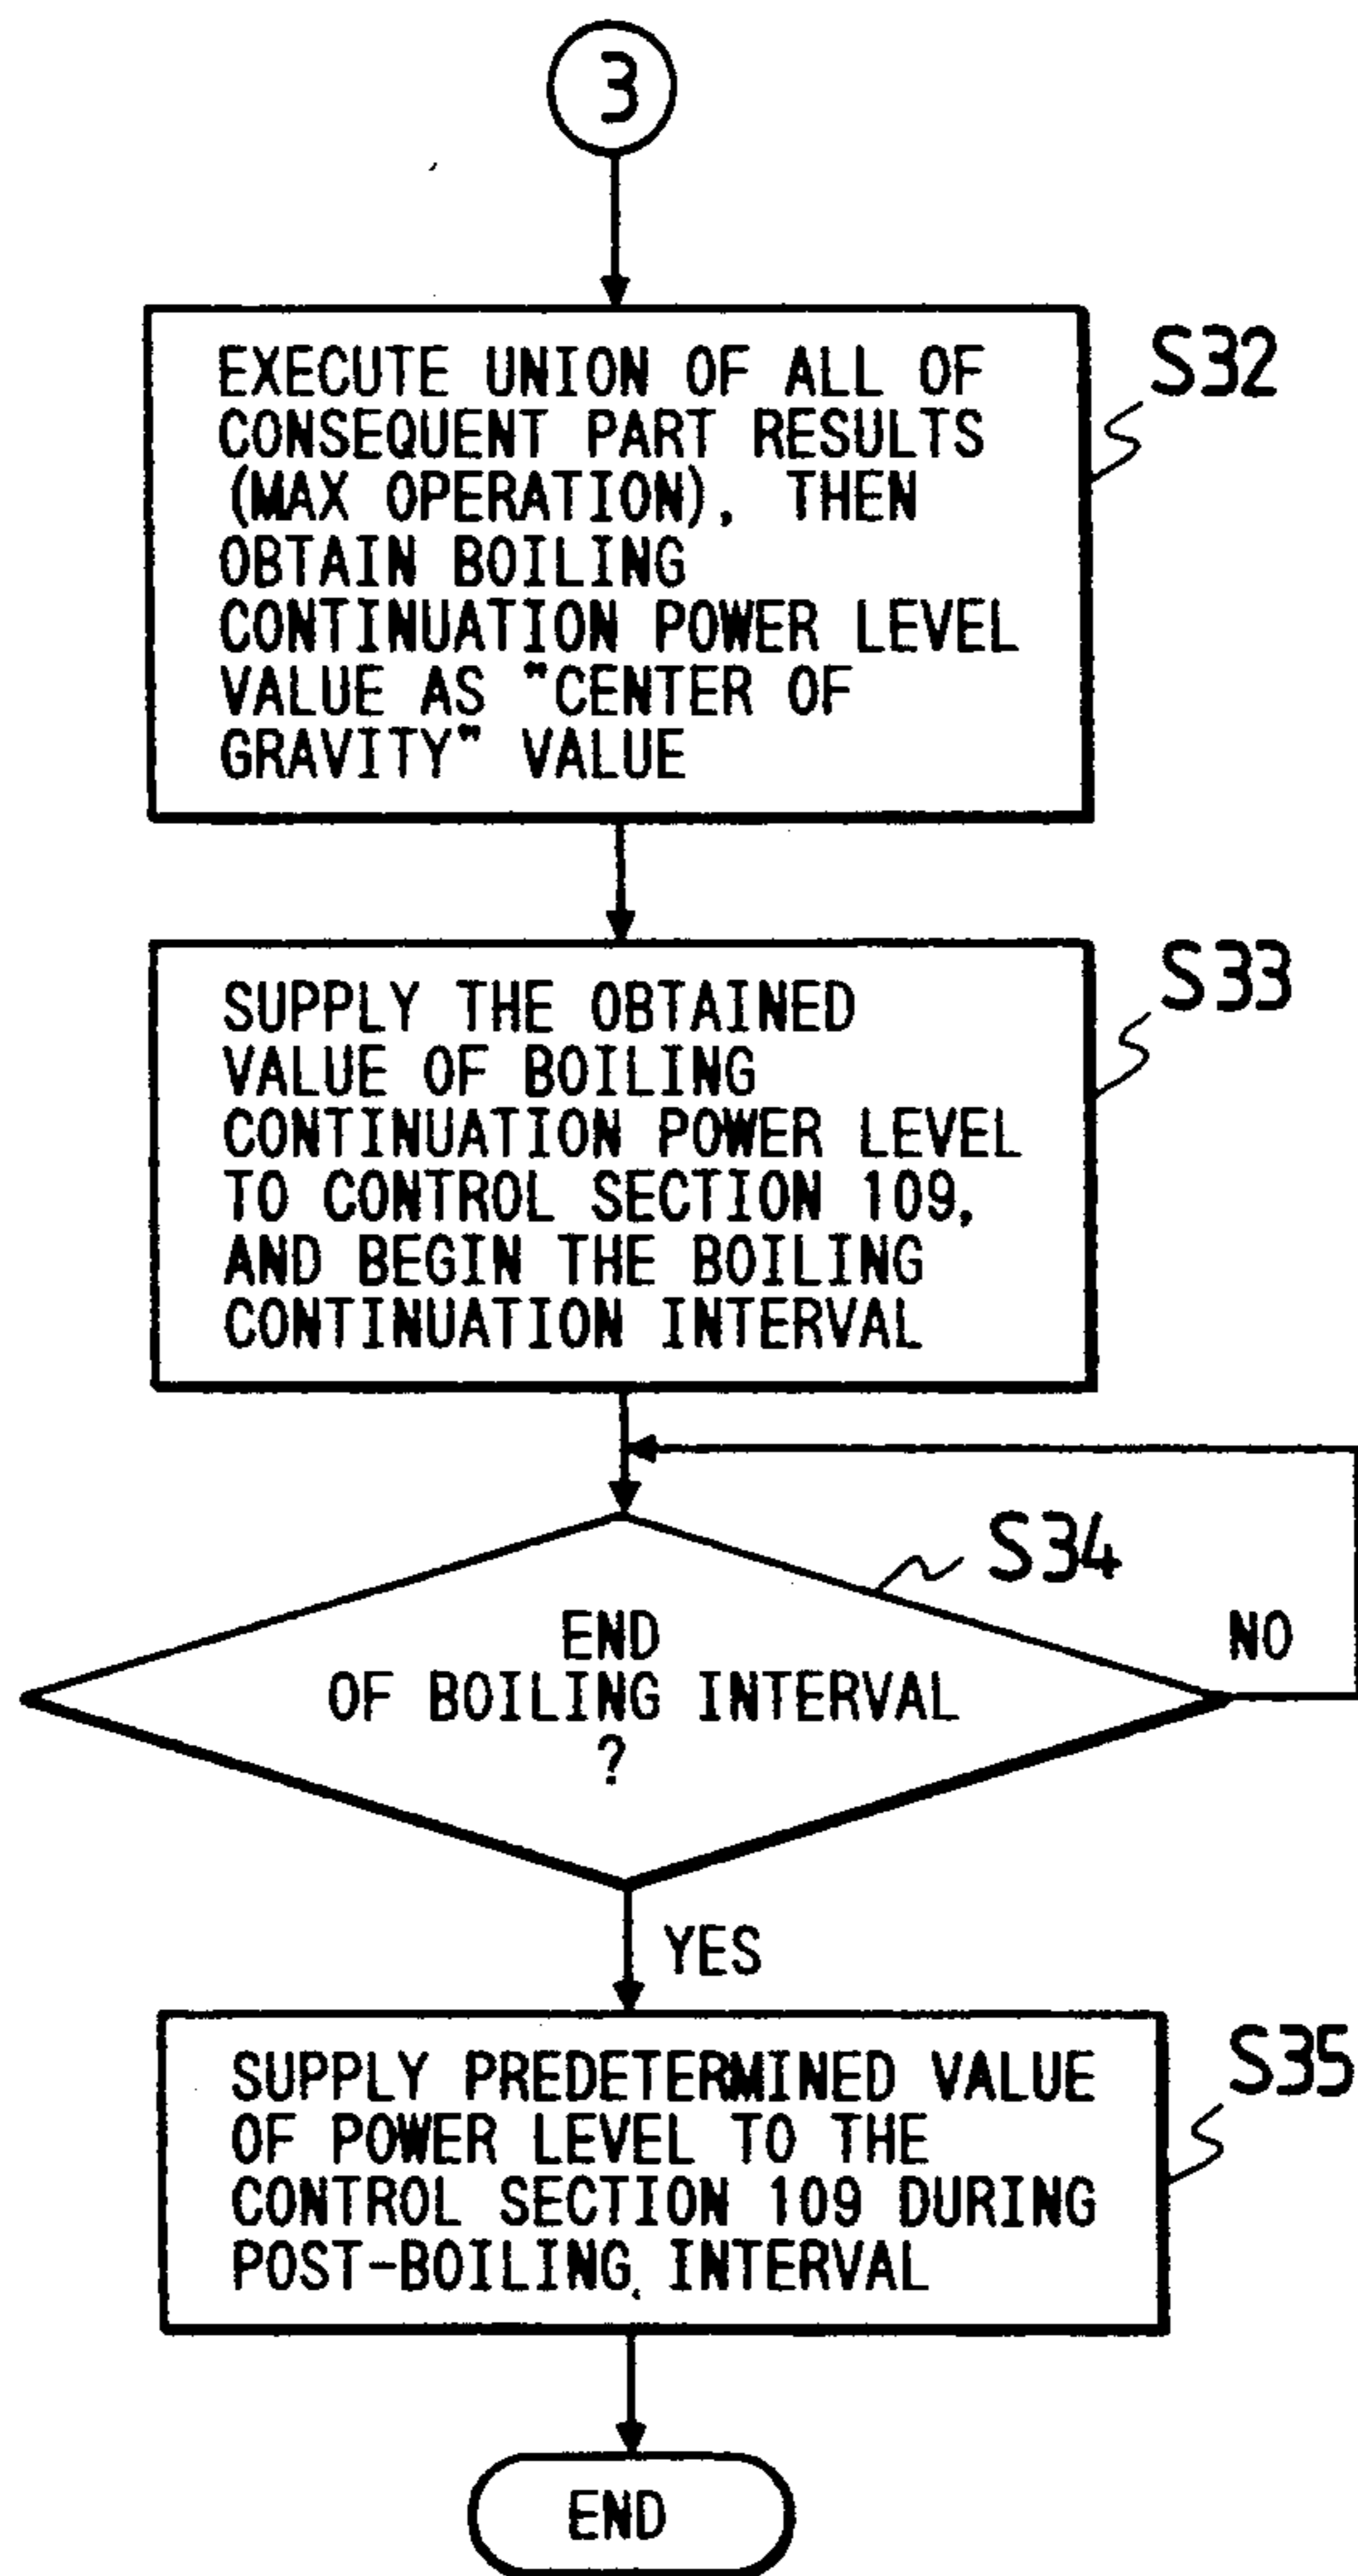 3
EXECUTE UNION OF ALL OF
CONSEQUENT PART RESULTS
(MAX OPERATION), THEN
OBTAIN BOILING
CONTINUATION POWER LEVEL
VALUE AS "CENTER OF
GRAVITY" VALUE
S32
SUPPLY THE OBTAINED
VALUE OF BOILING
CONTINUATION POWER LEVEL
TO CONTROL SECTION 109,
AND BEGIN THE BOILING
CONTINUATION INTERVAL
S33
S34
END
OF BOILING INTERVAL
?
NO
YES
SUPPLY PREDETERMINED VALUE
OF POWER LEVEL TO THE
CONTROL SECTION 109 DURING
POST-BOILING INTERVAL
S35
END